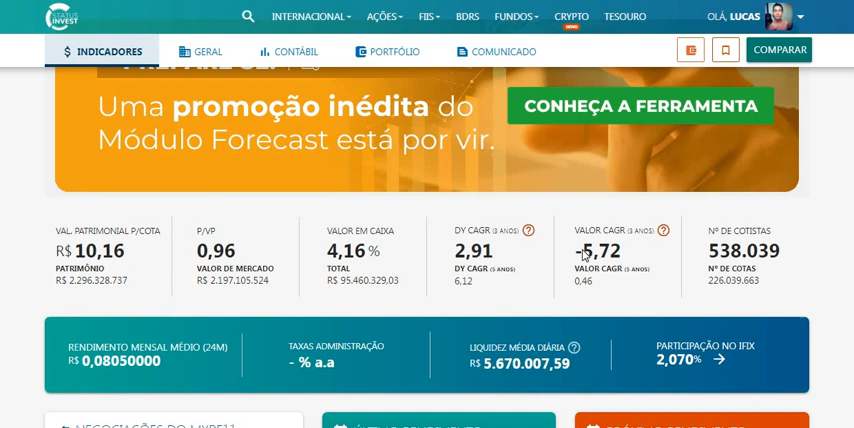 STATUS
INVEST
INTERNACIONAL AÇÕES FIIS BDRS FUNDOS CRYPTO TESOURO
OLÁ, LUCAS
$ INDICADORES GERAL CONTÁBIL PORTFÓLIO COMUNICADO
COMPARAR
Uma promoção inédita do
Módulo Forecast está por vir.
CONHEÇA A FERRAMENTA
VAL. PATRIMONIAL P/COTA
R$ 10,16
PATRIMÔNIO
R$ 2.296.328.737
P/VP
0,96
VALOR DE MERCADO
R$ 2.197.105.524
VALOR EM CAIXA
4,16 %
TOTAL
R$ 95.460.329,03
DY CAGR (3 ANOS) ?
2,91
DY CAGR (5 ANOS)
6,12
VALOR CAGR (3 ANOS) ?
-5,72
VALOR CAGR (5 ANOS)
0,46
Nº DE COTISTAS
538.039
Nº DE COTAS
226.039.663
RENDIMENTO MENSAL MÉDIO (24M)
R$ 0,08050000
TAXAS ADMINISTRAÇÃO
- % a.a
LIQUIDEZ MÉDIA DIÁRIA ?
R$ 5.670.007,59
PARTICIPAÇÃO NO IFIX
2,070%